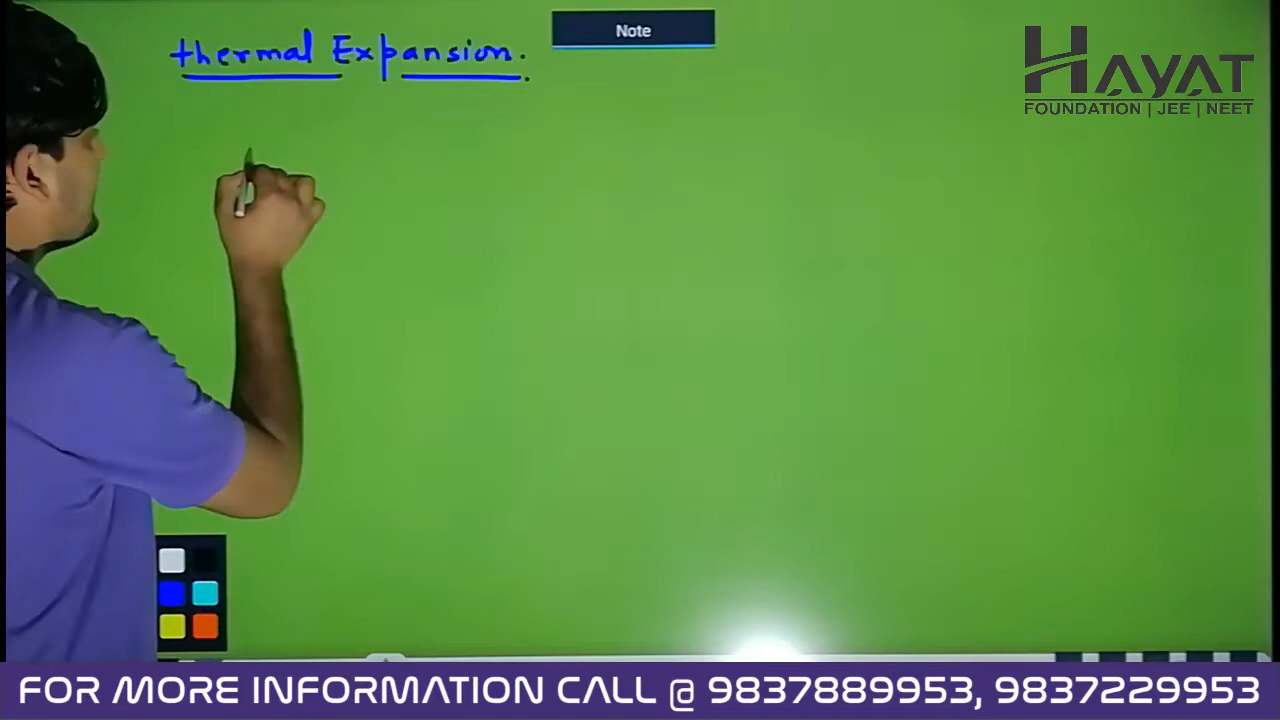 Note
thermal Expansion.
HAYAT
FOUNDATION | JEE | NEET
FOR MORE INFORMATION CALL @ 9837889953, 9837229953